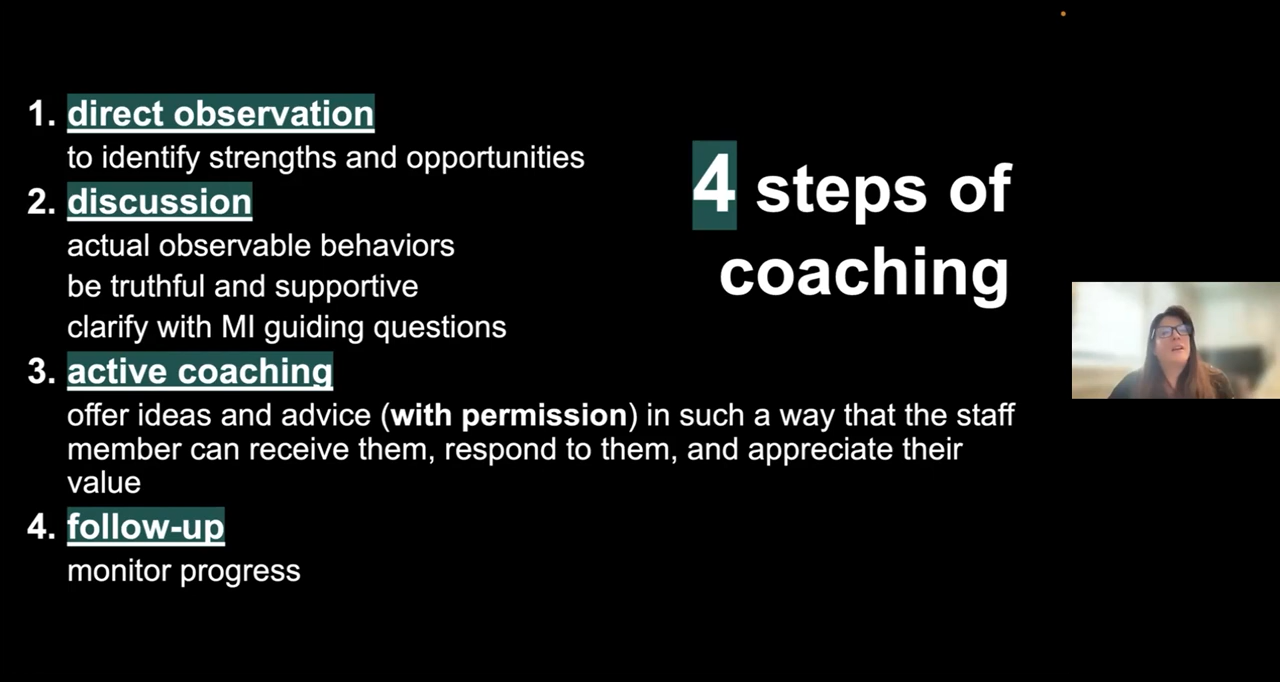 1. direct observation
to identify strengths and opportunities
2. discussion
actual observable behaviors
be truthful and supportive
clarify with MI guiding questions
3. active coaching
offer ideas and advice (with permission) in such a way that the staff
member can receive them, respond to them, and appreciate their
value
4. follow-up
monitor progress
4 steps of
coaching